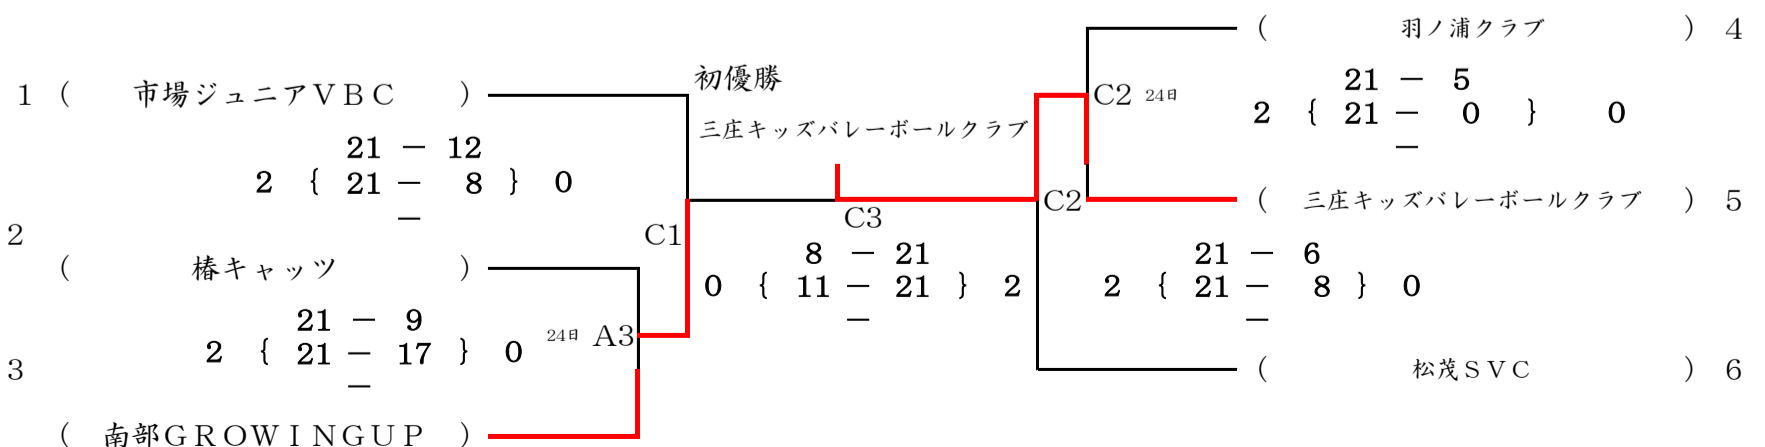 ( 羽ノ浦クラブ ) 4
初優勝
1 ( 市場ジュニアＶＢＣ )
C2 24日
21 － 5
2 { 21 － 0 } 0
－
三庄キッズバレーボールクラブ
21 － 12
2 { 21 － 8 } 0
－
C2
( 三庄キッズバレーボールクラブ ) 5
C3
2
C1
( 椿キャッツ )
8 － 21
0 { 11 － 21 } 2
－
21 － 6
2 { 21 － 8 } 0
－
21 － 9
2 { 21 － 17 } 0
－
24日 A3
3
( 松茂ＳＶＣ ) 6
( 南部ＧＲＯＷＩＮＧＵＰ )